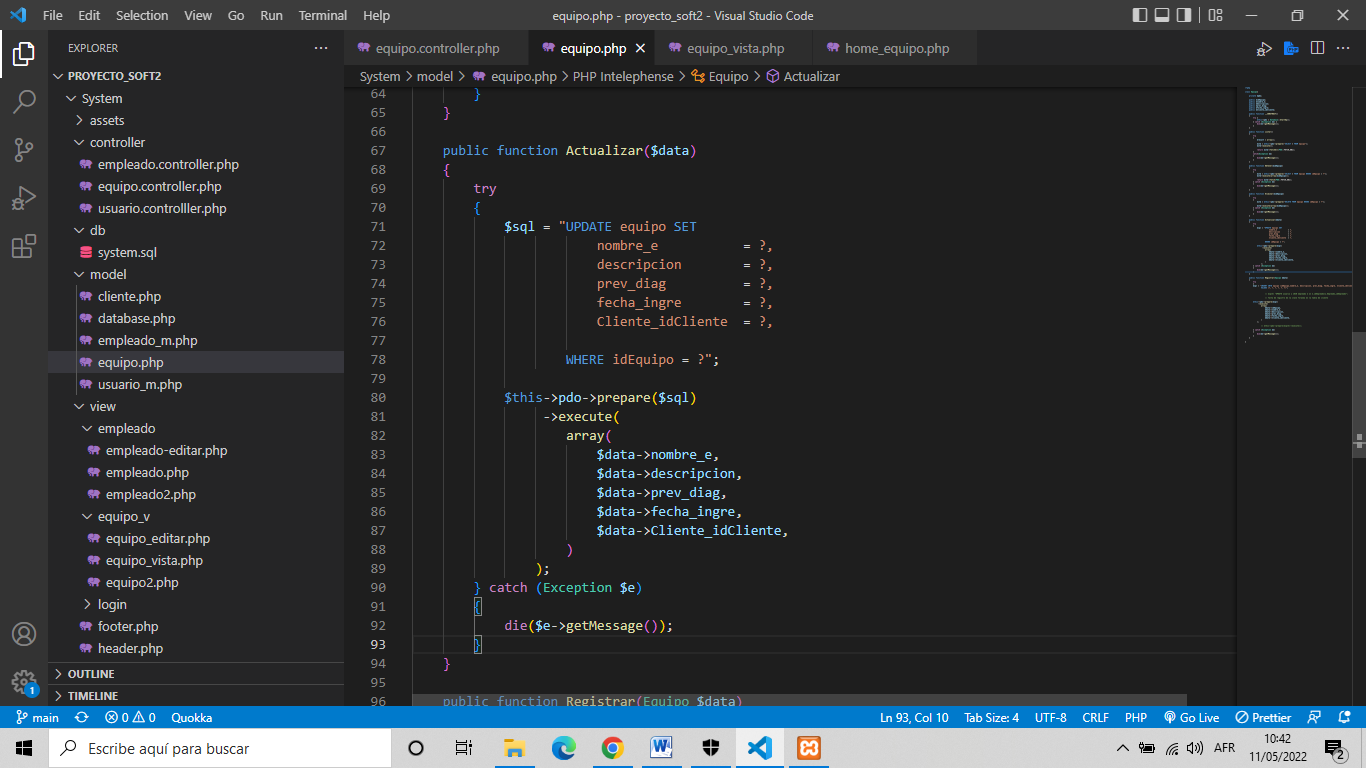 File Edit Selection View Go Run Terminal Help
equipo.php - proyecto_soft2 - Visual Studio Code
EXPLORER
PROYECTO_SOFT2
System
assets
controller
empleado.controller.php
equipo.controller.php
usuario.controlller.php
db
system.sql
model
cliente.php
database.php
empleado_m.php
equipo.php
usuario_m.php
view
empleado
empleado-editar.php
empleado.php
empleado2.php
equipo_v
equipo_editar.php
equipo_vista.php
equipo2.php
login
footer.php
header.php
OUTLINE
TIMELINE
equipo.controller.php
equipo.php
equipo_vista.php
home_equipo.php
System > model > equipo.php > PHP Intelephense > Equipo > Actualizar
64 }
65 }
66
67 public function Actualizar($data)
68 {
69 try
70 {
71 $sql = "UPDATE equipo SET
72 nombre_e = ?,
73 descripcion = ?,
74 prev_diag = ?,
75 fecha_ingre = ?,
76 Cliente_idCliente = ?,
77
78 WHERE idEquipo = ?";
79
80 $this->pdo->prepare($sql)
81 ->execute(
82 array(
83 $data->nombre_e,
84 $data->descripcion,
85 $data->prev_diag,
86 $data->fecha_ingre,
87 $data->Cliente_idCliente,
88 )
89 );
90 } catch (Exception $e)
91 {
92 die($e->getMessage());
93 }
94 }
95
96 public function Registrar(Equipo $data)
1
main
0 0
Quokka
Ln 93, Col 10
Tab Size: 4
UTF-8
CRLF
PHP
Go Live
Prettier
Escribe aquí para buscar
AFR
10:42
11/05/2022
2